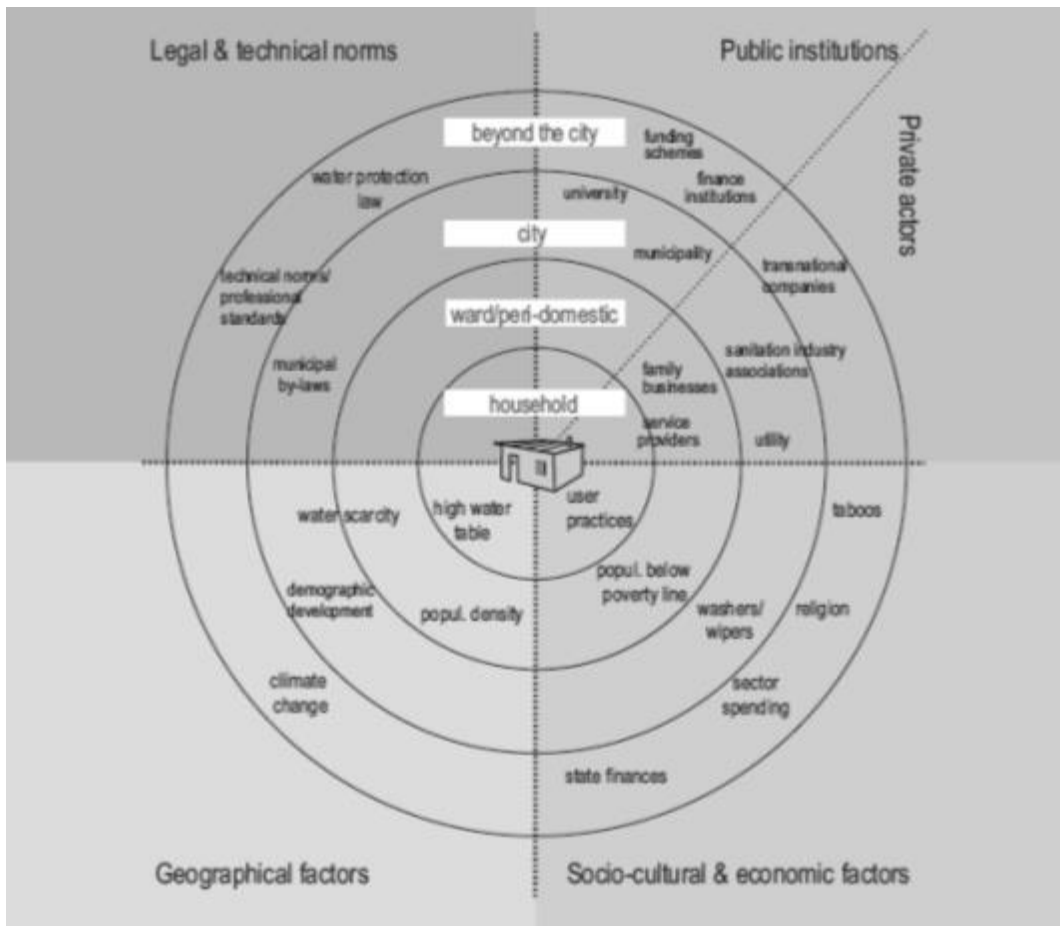 Legal & technical norms
Public institutions
Private actors
beyond the city
funding
schemes
finance
institutions
water protection
law
university
city
municipality
transnational
companies
technical norms/
professional
standards
ward/peri-domestic
sanitation industry
associations
municipal
by-laws
family
businesses
household
service
providers
utility
high water
table
user
practices
water scarcity
taboos
popul. below
poverty line
demographic
development
popul. density
washers/
wipers
religion
climate
change
sector
spending
state finances
Geographical factors
Socio-cultural & economic factors